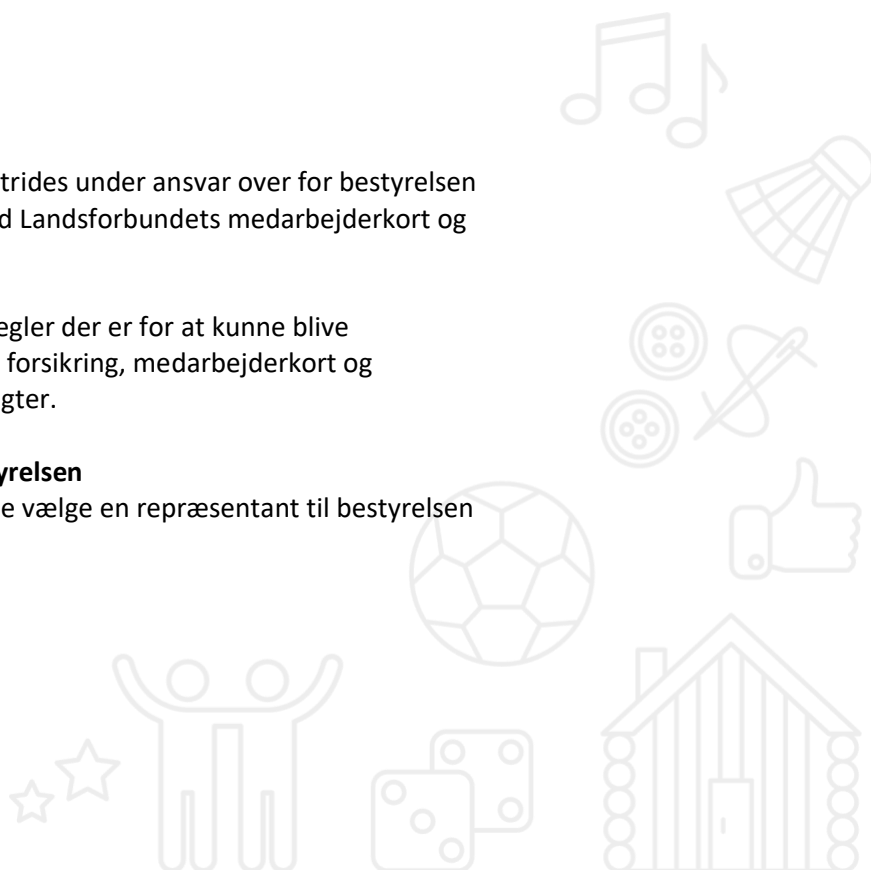 trides under ansvar over for bestyrelsen
d Landsforbundets medarbejderkort og
egler der er for at kunne blive
forsikring, medarbejderkort og
gter.
yrelsen
e vælge en repræsentant til bestyrelsen